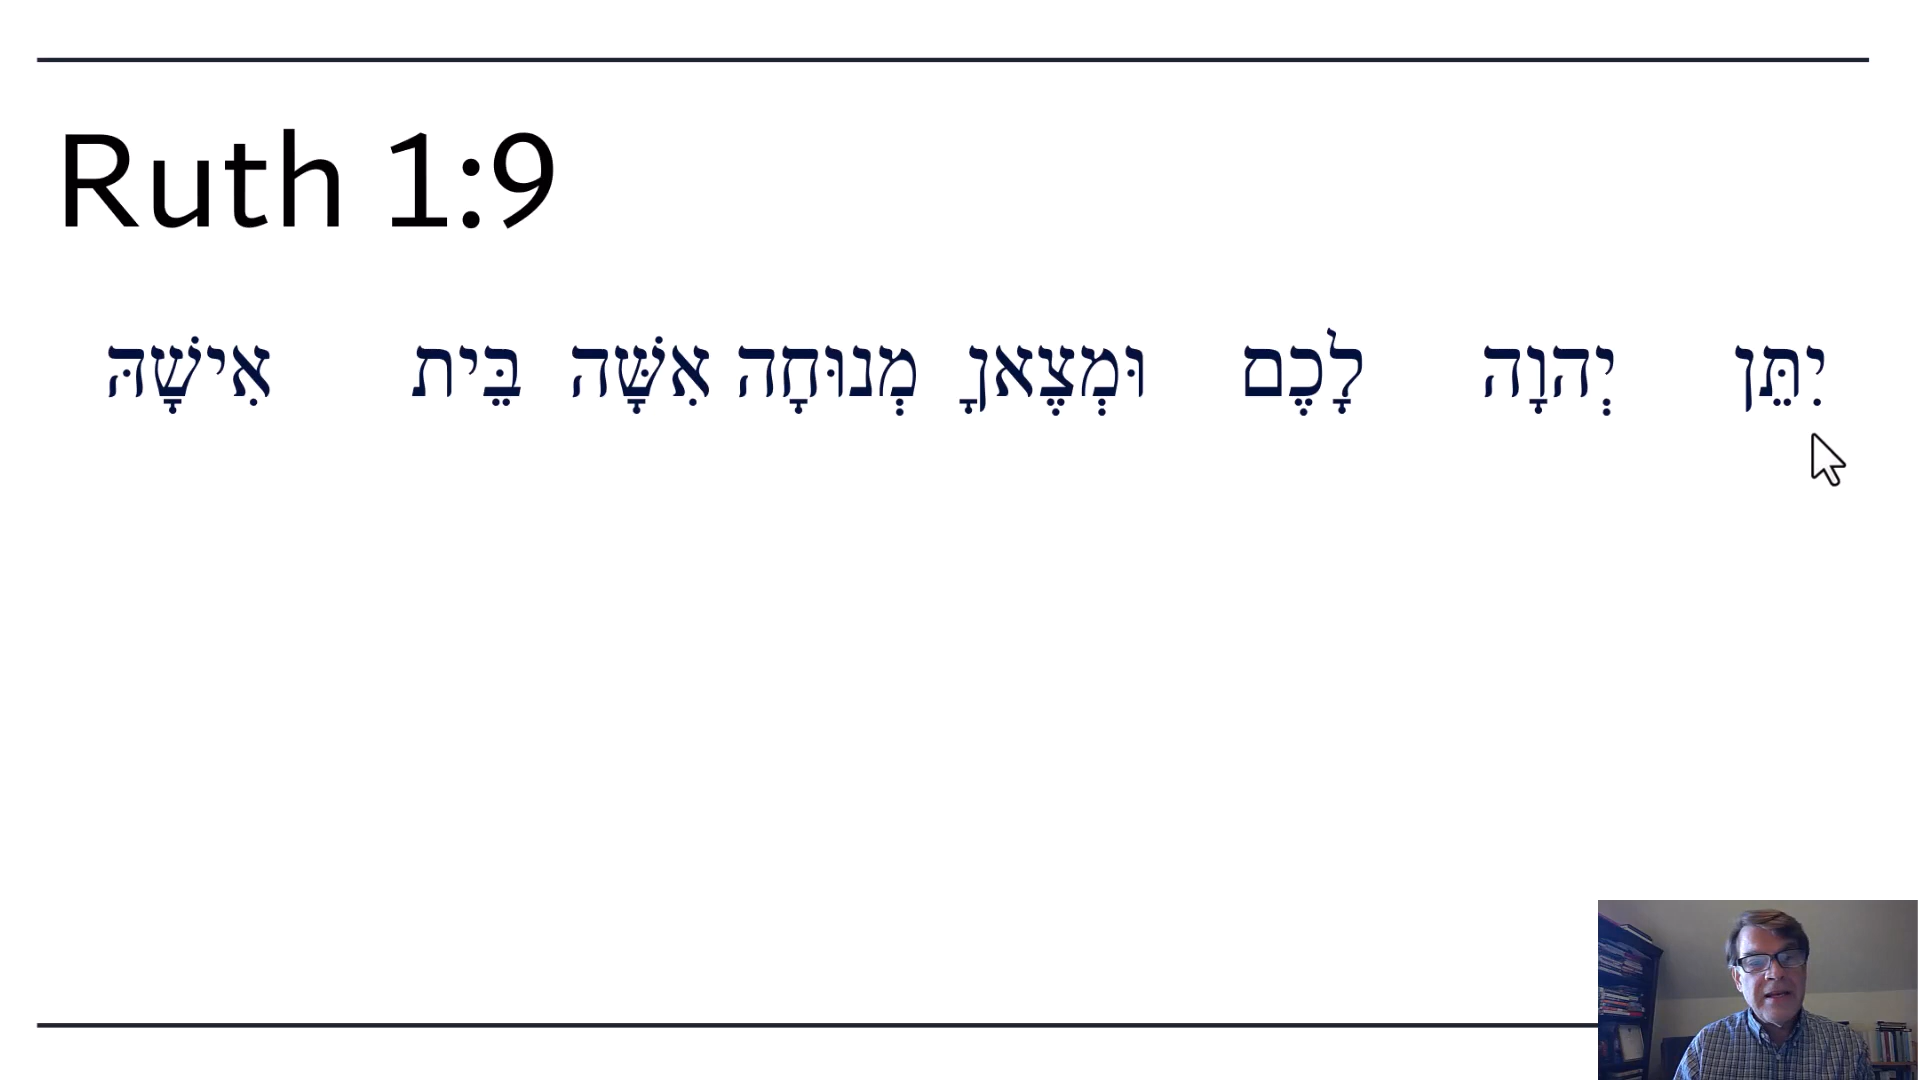 Ruth 1:9
יִתֵּן יְהוָה לָכֶם וּמְצֶאןָ מְנוּחָה אִשָּׁה בֵּית אִישָׁהּ